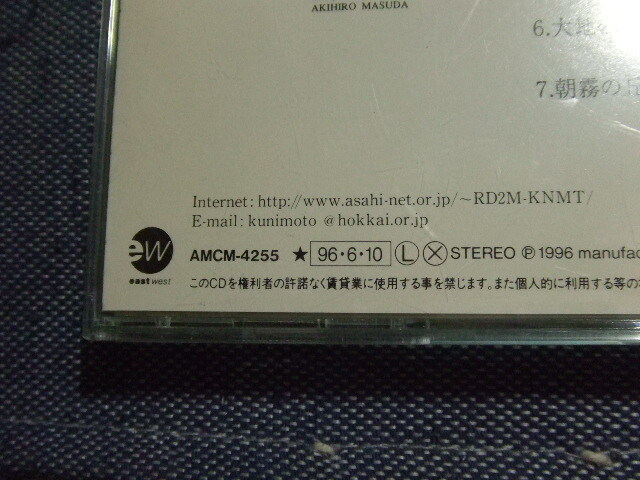 AKIHIRO MASUDA
6.大地
7.朝霧の丘
Internet: http://www.asahi-net.or.jp/~RD2M-KNMT/
E-mail: kunimoto @hokkai.or.jp
ew
east west
AMCM-4255 ★ 96・6・10 Ⓛ Ⓧ STEREO Ⓟ 1996 manufac
このCDを権利者の許諾なく賃貸業に使用する事を禁じます。また個人的に利用する等の